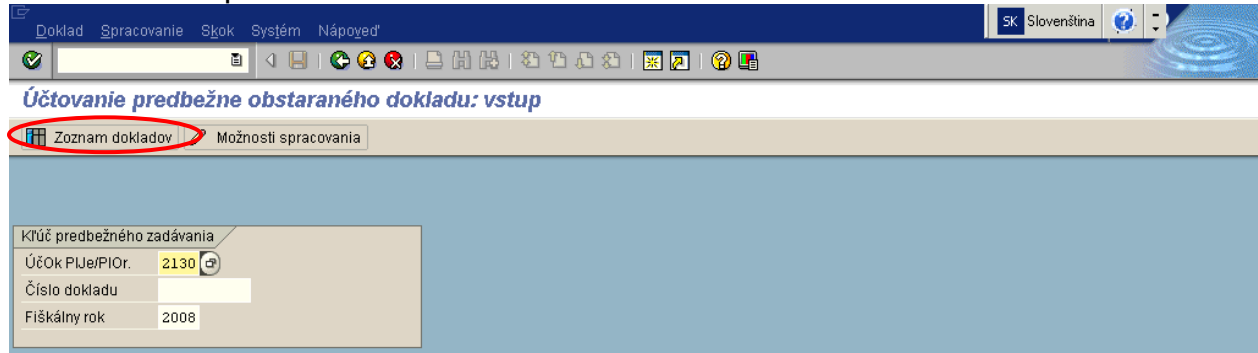 Doklad Spracovanie Skok Systém Nápoveď
SK Slovenština
Účtovanie predbežne obstaraného dokladu: vstup
Zoznam dokladov Možnosti spracovania
Kľúč predbežného zadávania
ÚčOk PlJe/PlOr. 2130
Číslo dokladu
Fiškálny rok 2008